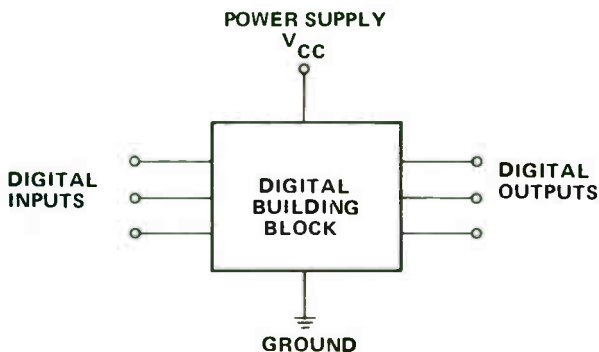 POWER SUPPLY
VCC
DIGITAL
INPUTS
DIGITAL
BUILDING
BLOCK
DIGITAL
OUTPUTS
GROUND